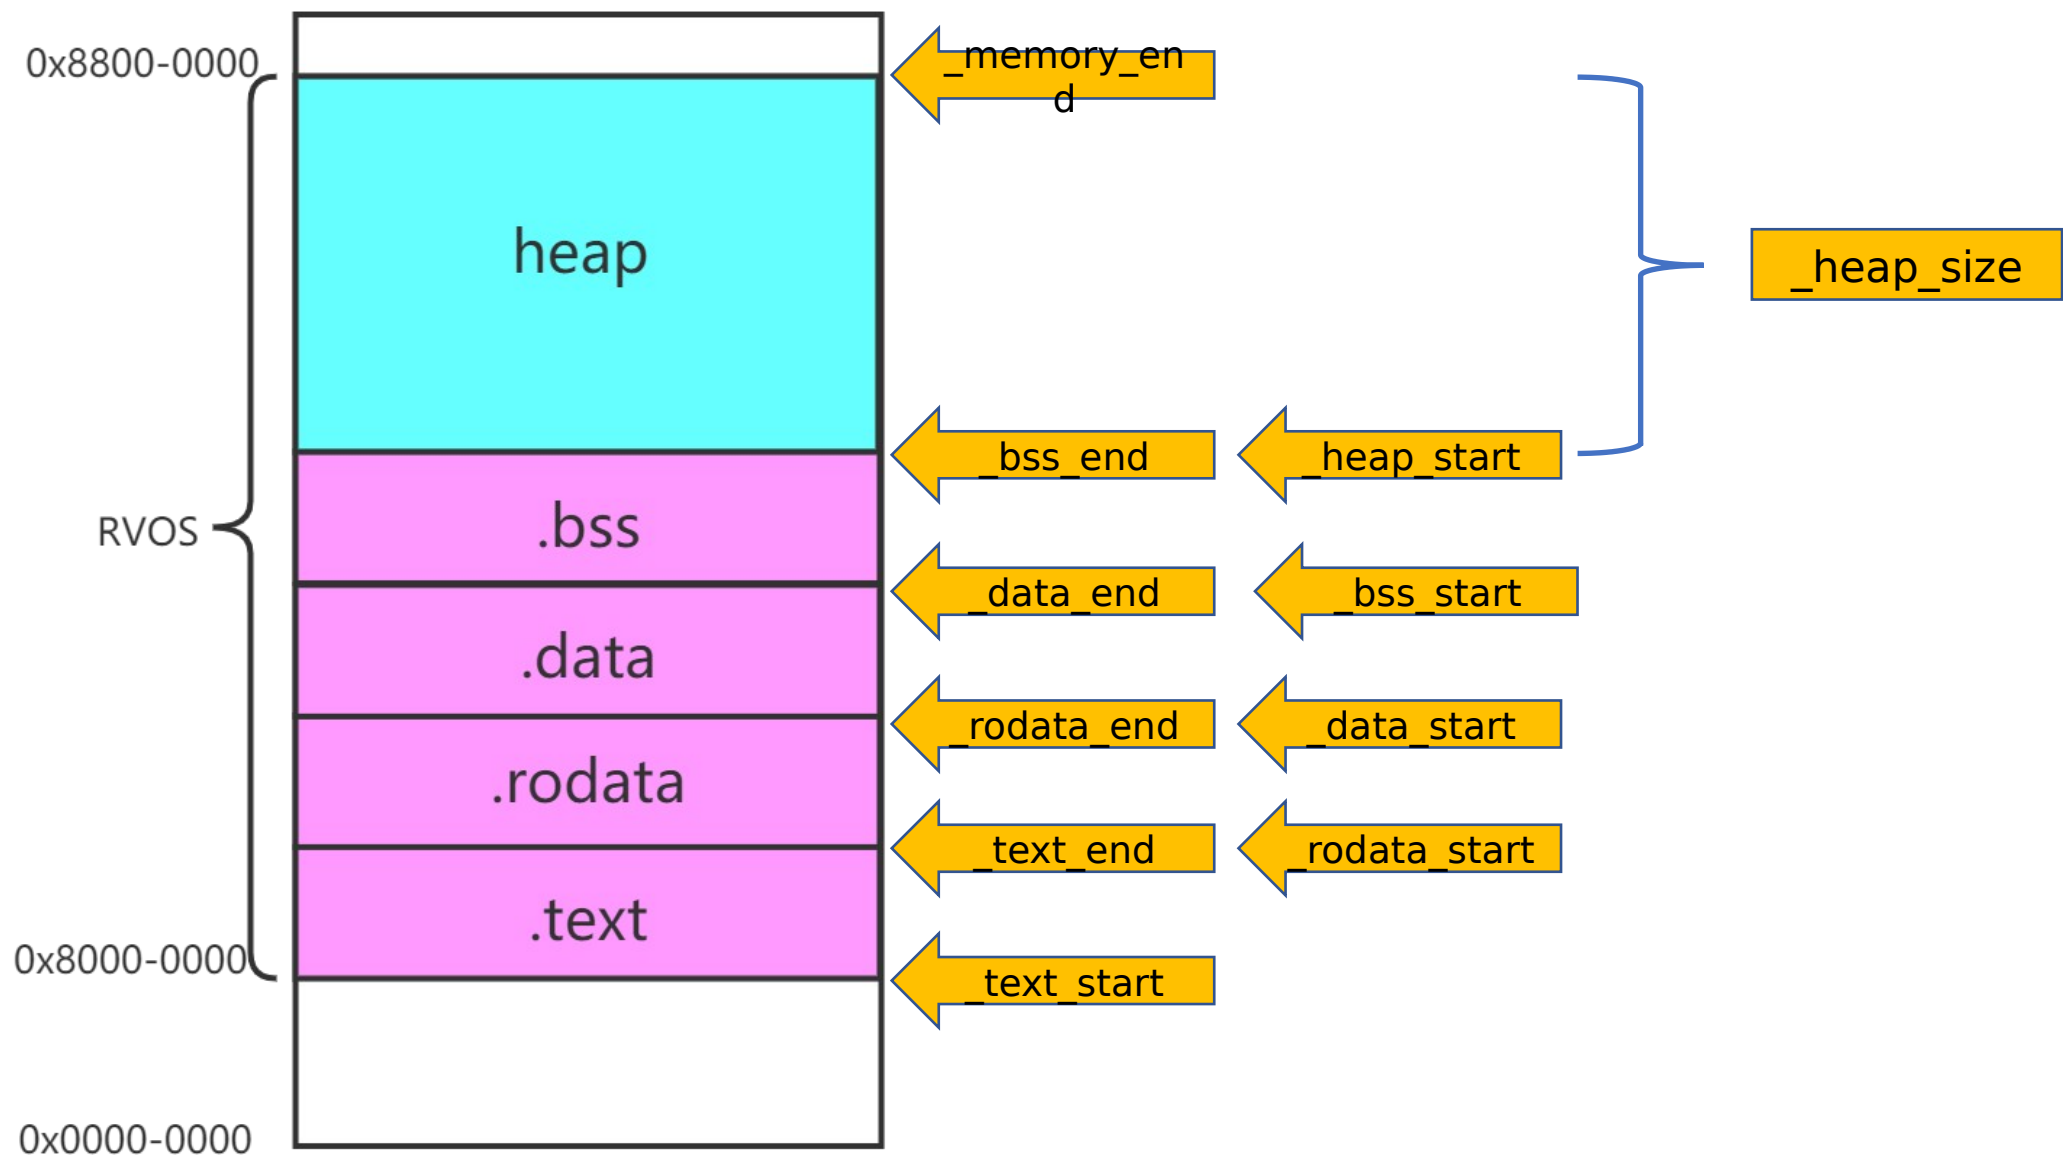 0x8800-0000
_memory_en
d
heap
_heap_size
_bss_end
_heap_start
RVOS
.bss
_data_end
_bss_start
.data
_rodata_end
_data_start
.rodata
_text_end
_rodata_start
.text
0x8000-0000
_text_start
0x0000-0000